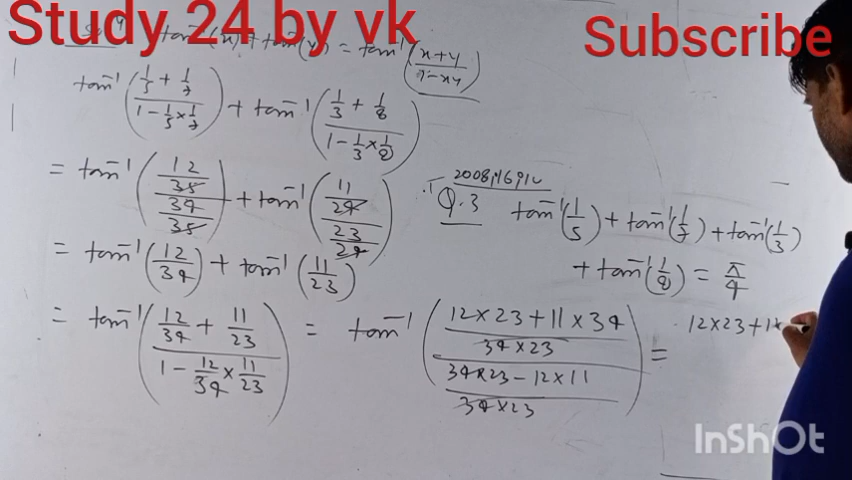 Study 24 by vk
Subscribe
tan⁻¹(x) + tan⁻¹(y) = tan⁻¹((x+y)/(1-xy))
tan⁻¹((1/5 + 1/7)/(1 - 1/5 × 1/7)) + tan⁻¹((1/3 + 1/8)/(1 - 1/3 × 1/8))
= tan⁻¹((12/35)/(34/35)) + tan⁻¹((11/24)/(23/24))
= tan⁻¹(12/34) + tan⁻¹(11/23)
= tan⁻¹((12/34 + 11/23)/(1 - 12/34 × 11/23)) = tan⁻¹(((12×23+11×34)/(34×23))/((34×23-12×11)/(34×23))) =
Q.3 tan⁻¹(1/5) + tan⁻¹(1/7) + tan⁻¹(1/3)
+ tan⁻¹(1/8) = π/4
12×23+1×
InShOt